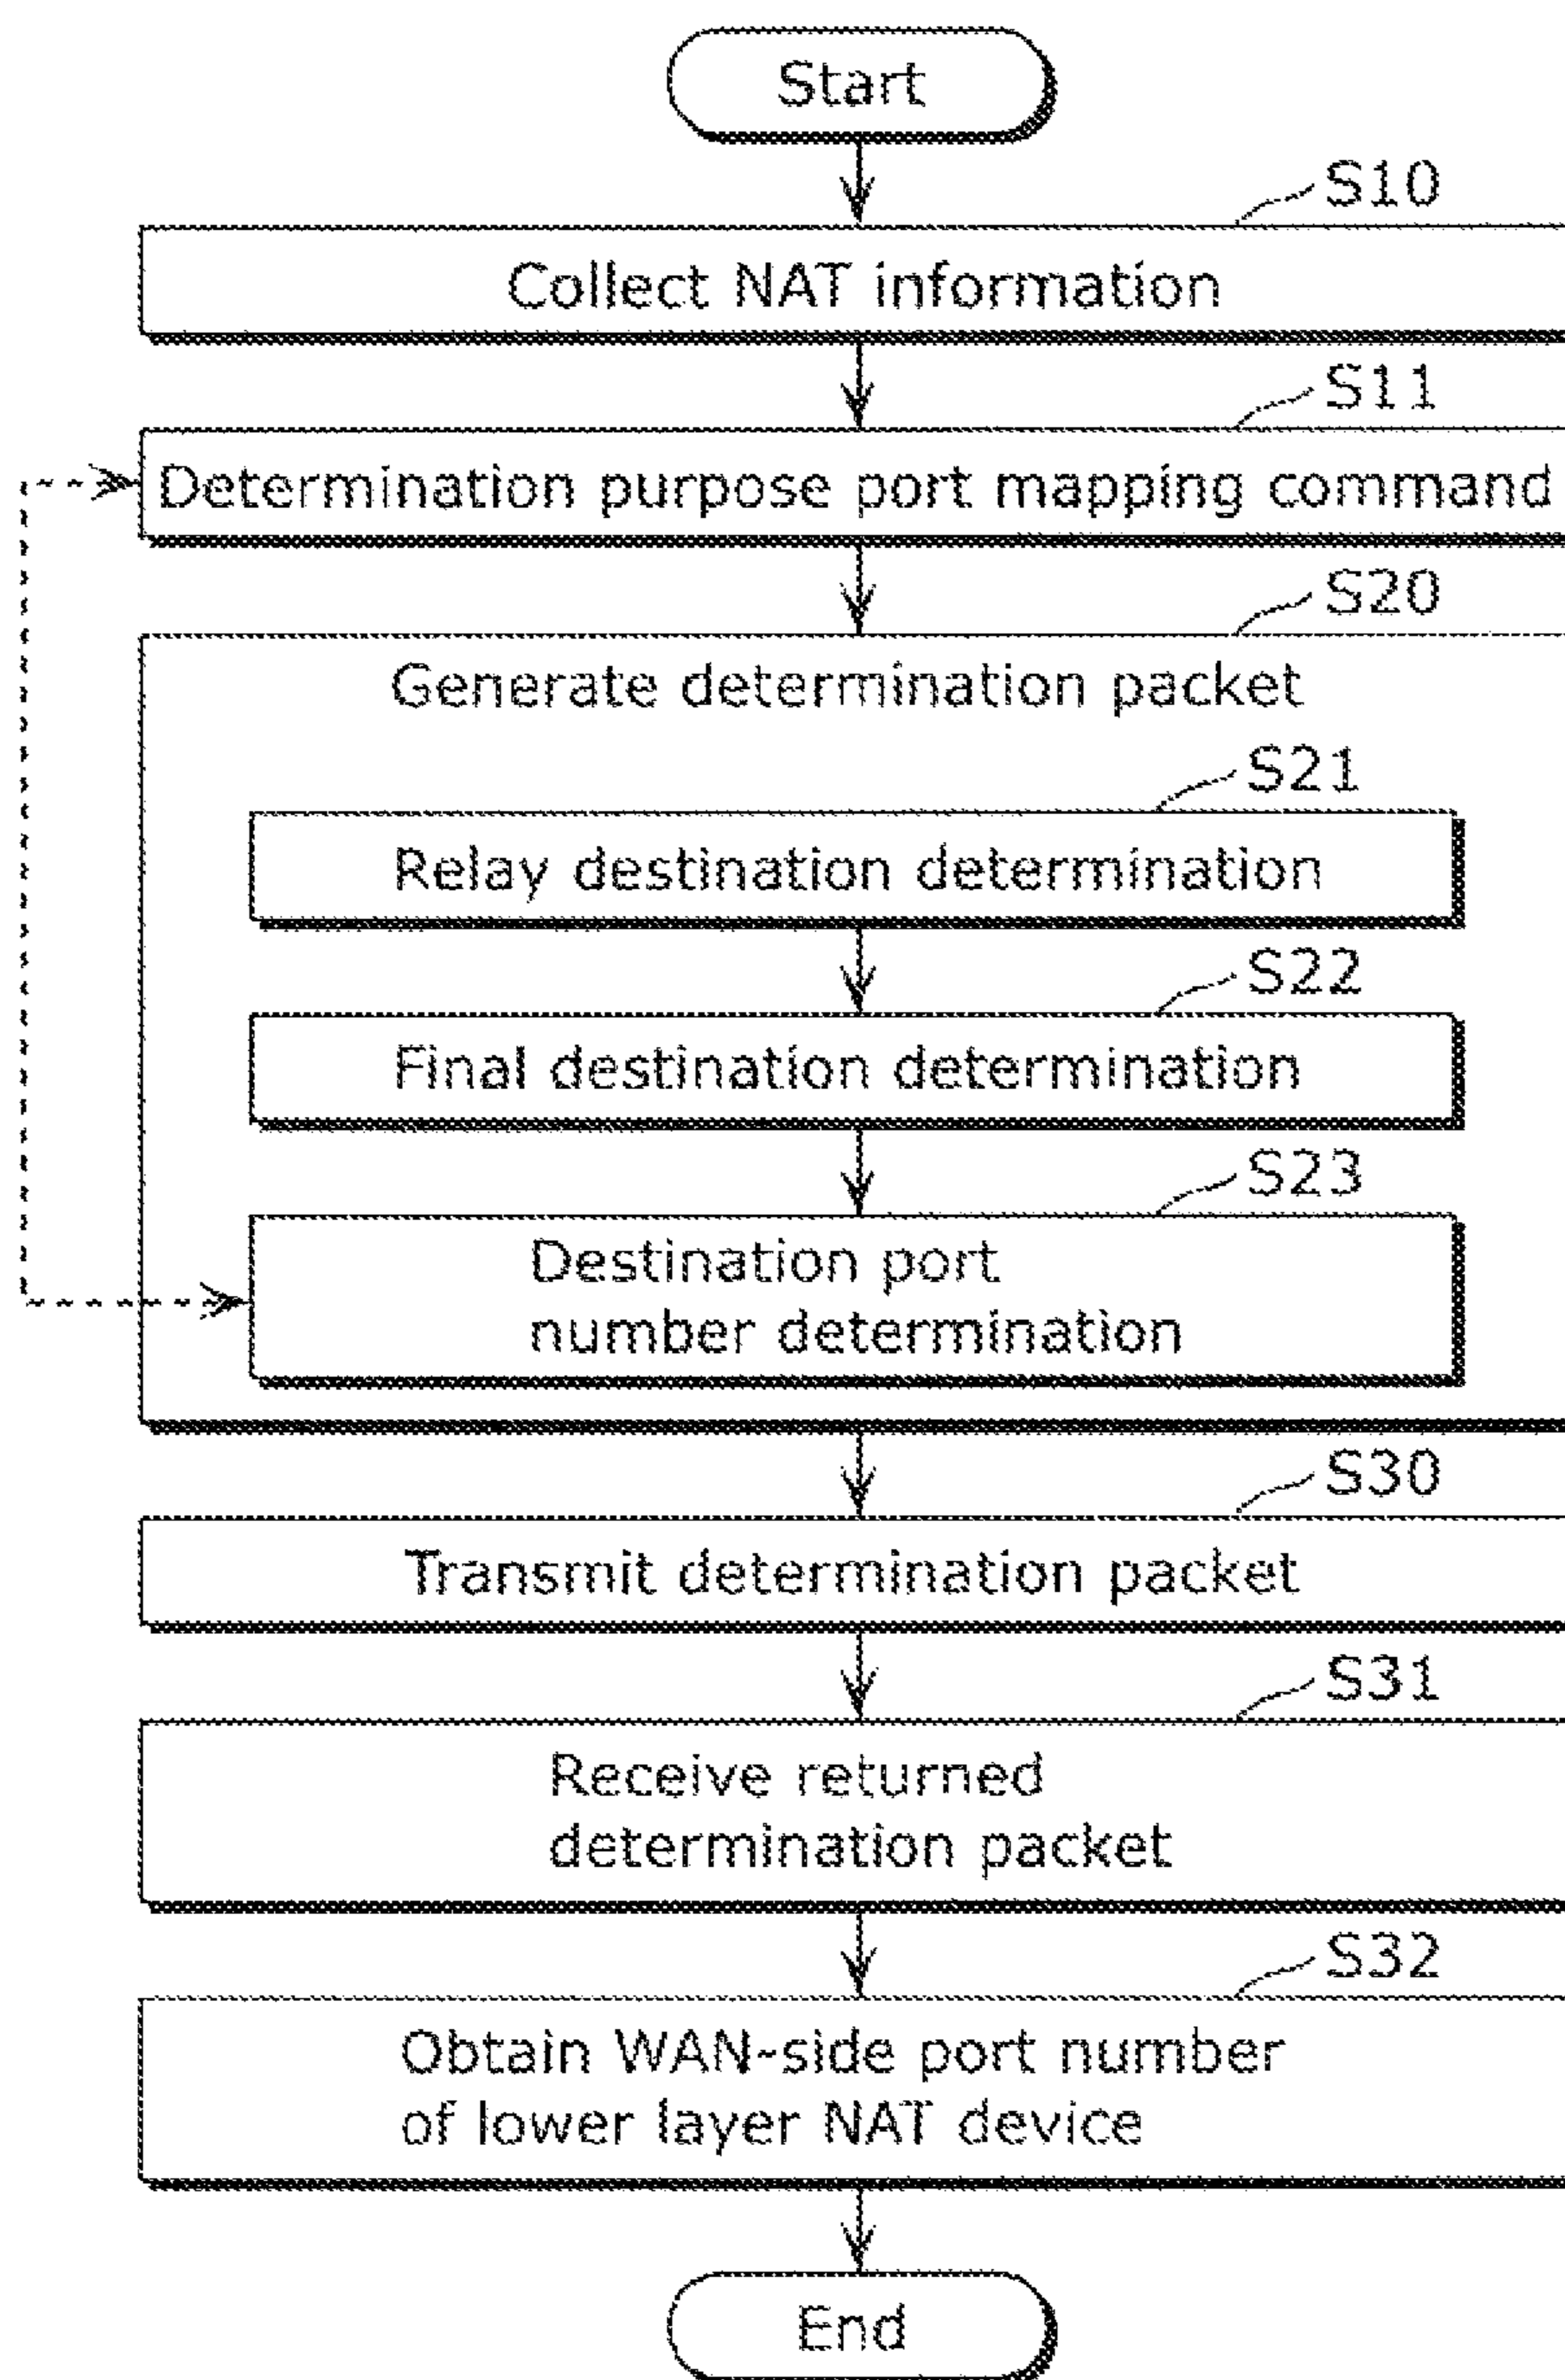 Start
S10
Collect NAT information
S11
Determination purpose port mapping command
S20
Generate determination packet
S21
Relay destination determination
S22
Final destination determination
S23
Destination port
number determination
S30
Transmit determination packet
S31
Receive returned
determination packet
S32
Obtain WAN-side port number
of lower layer NAT device
End